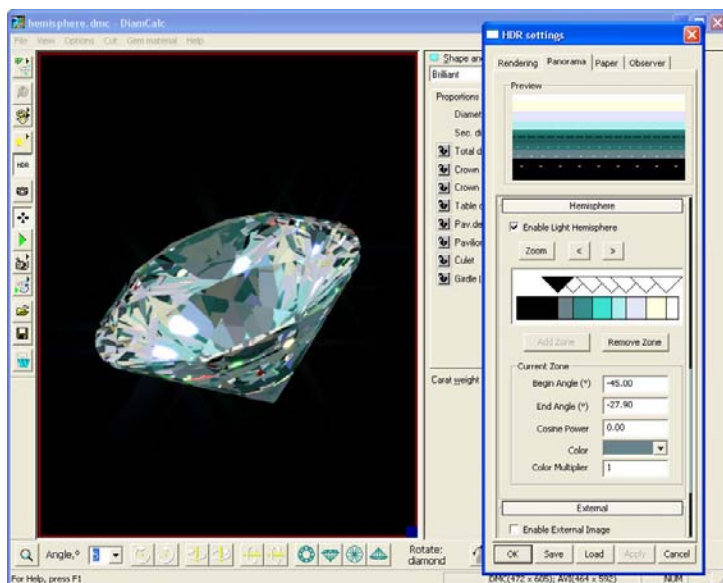 hemisphere.dmc - DiamCalc
File View Options Cut Gem material Help
HDR
Shape an
Brilliant
Proportions
Diamet
Sec. di
Total d
Crown
Crown
Table
Pav.de
Pavilion
Culet
Girdle
Carat weight
HDR settings
Rendering Panorama Paper Observer
Preview
Hemisphere
Enable Light Hemisphere
Zoom < >
Add Zone Remove Zone
Current Zone
Begin Angle (°) -45.00
End Angle (°) -27.90
Cosine Power 0.00
Color
Color Multiplier 1
External
Enable External Image
OK Save Load Apply Cancel
Angle,° Rotate:
diamond
For Help, press F1 DMC(472 x 605); AVI(464 x 592) NUM